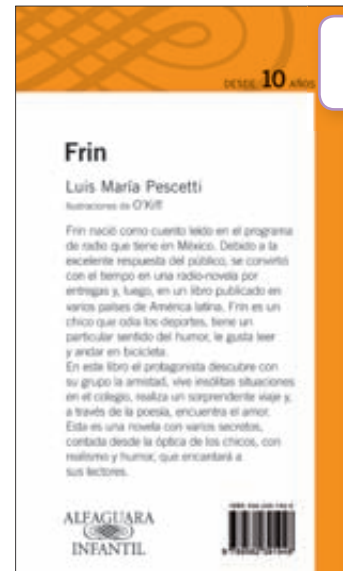 DESDE 10 AÑOS
Frin
Luis María Pescetti
Ilustraciones de O'Kif
Frin nació como cuento leído en el programa
de radio que tiene en México. Debido a la
excelente respuesta del público, se convirtió
con el tiempo en una radio-novela por
entregas y, luego, en un libro publicado en
varios países de América latina. Frin es un
chico que odia los deportes, tiene un
particular sentido del humor, le gusta leer
y andar en bicicleta.
En este libro el protagonista descubre con
su grupo la amistad, vive insólitas situaciones
en el colegio, realiza un sorprendente viaje y,
a través de la poesía, encuentra el amor.
Esta es una novela con varios secretos,
contada desde la óptica de los chicos, con
realismo y humor, que encantará a
sus lectores.
ALFAGUARA
INFANTIL